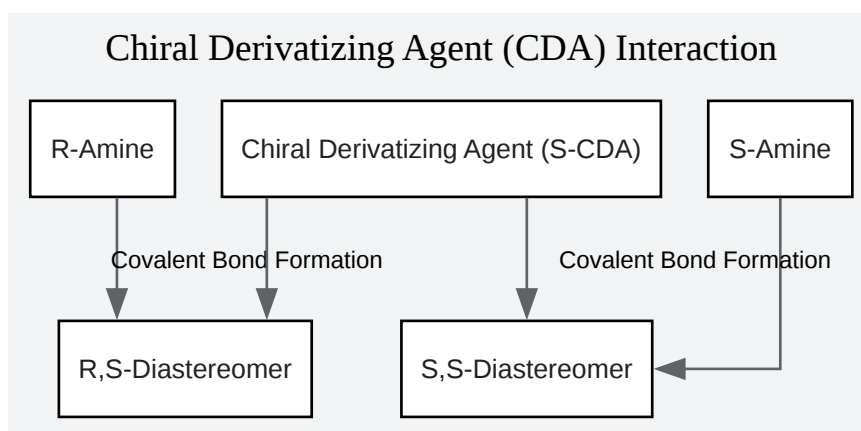 Chiral Derivatizing Agent (CDA) Interaction
R-Amine
Chiral Derivatizing Agent (S-CDA)
S-Amine
Covalent Bond Formation
Covalent Bond Formation
R,S-Diastereomer
S,S-Diastereomer